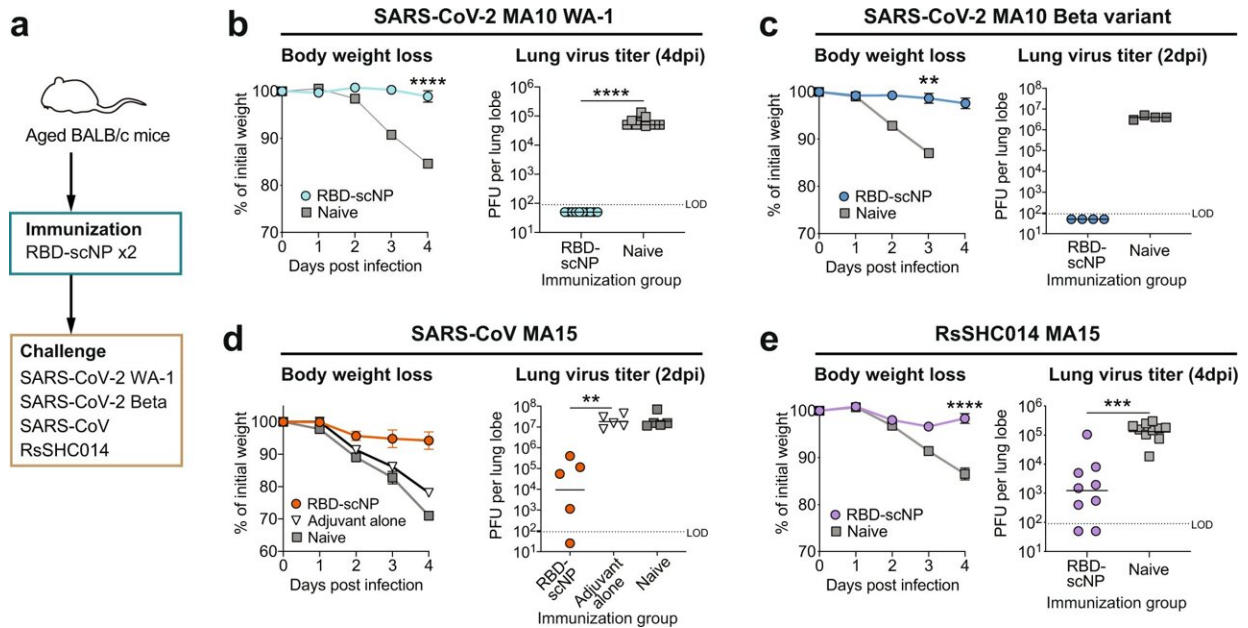 a
Aged BALB/c mice
Immunization
RBD-scNP x2
Challenge
SARS-CoV-2 WA-1
SARS-CoV-2 Beta
SARS-CoV
RsSHC014
b
SARS-CoV-2 MA10 WA-1
Body weight loss
% of initial weight
100
90
80
70
****
RBD-scNP
Naive
0 1 2 3 4
Days post infection
Lung virus titer (4dpi)
PFU per lung lobe
10^6
10^5
10^4
10^3
10^2
10^1
****
LOD
RBD-
scNP
Naive
Immunization group
c
SARS-CoV-2 MA10 Beta variant
Body weight loss
% of initial weight
100
90
80
70
**
RBD-scNP
Naive
0 1 2 3 4
Days post infection
Lung virus titer (2dpi)
PFU per lung lobe
10^8
10^7
10^6
10^5
10^4
10^3
10^2
10^1
LOD
RBD-
scNP
Naive
Immunization group
d
SARS-CoV MA15
Body weight loss
% of initial weight
100
90
80
70
60
RBD-scNP
Adjuvant alone
Naive
0 1 2 3 4
Days post infection
Lung virus titer (2dpi)
PFU per lung lobe
10^8
10^7
10^6
10^5
10^4
10^3
10^2
10^1
**
LOD
RBD-
scNP
Adjuvant
alone
Naive
Immunization group
e
RsSHC014 MA15
Body weight loss
% of initial weight
100
90
80
70
****
RBD-scNP
Naive
0 1 2 3 4
Days post infection
Lung virus titer (4dpi)
PFU per lung lobe
10^6
10^5
10^4
10^3
10^2
10^1
***
LOD
RBD-
scNP
Naive
Immunization group